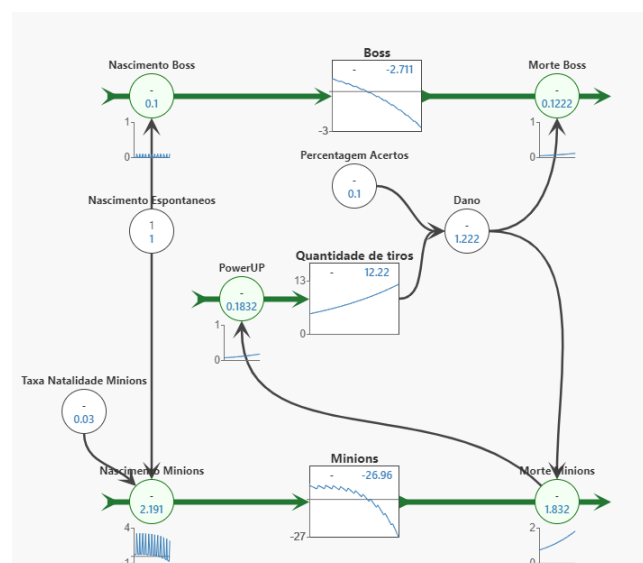 Boss
Nascimento Boss
Morte Boss
- -2.711
-
0.1
-
0.1222
-3
1
0
1
0
Percentagem Acertos
-
0.1
Nascimento Espontaneos
Dano
1
1
-
1.222
Quantidade de tiros
PowerUP
- 12.22
13
-
0.1832
0
1
0
Taxa Natalidade Minions
-
0.03
Minions
Nascimento Minions
Morte Minions
- -26.96
-
2.191
-
1.832
-27
4
2